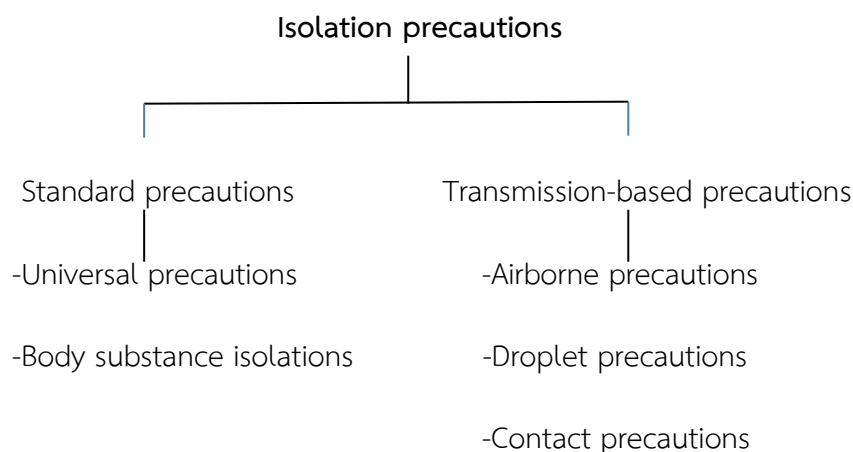 Isolation precautions
Standard precautions
Transmission-based precautions
-Universal precautions
-Airborne precautions
-Body substance isolations
-Droplet precautions
-Contact precautions